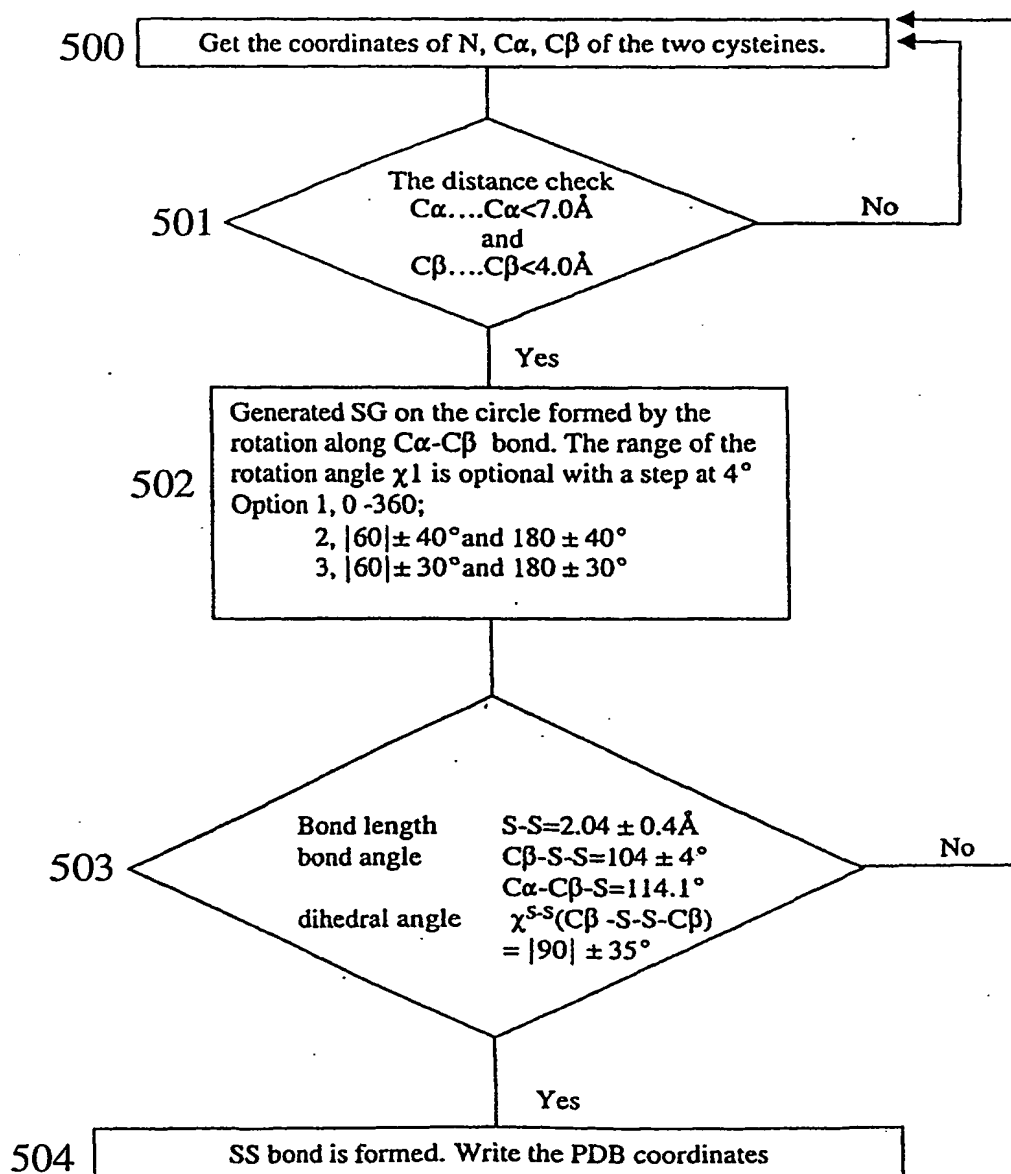 500
Get the coordinates of N, Cα, Cβ of the two cysteines.
501
The distance check
Cα....Cα<7.0Å
and
Cβ....Cβ<4.0Å
No
Yes
502
Generated SG on the circle formed by the
rotation along Cα-Cβ bond. The range of the
rotation angle χ1 is optional with a step at 4°
Option 1, 0 -360;
2, |60|± 40°and 180 ± 40°
3, |60|± 30°and 180 ± 30°
503
Bond length S-S=2.04 ± 0.4Å
bond angle Cβ-S-S=104 ± 4°
Cα-Cβ-S=114.1°
dihedral angle χS-S(Cβ -S-S-Cβ)
= |90| ± 35°
No
Yes
504
SS bond is formed. Write the PDB coordinates